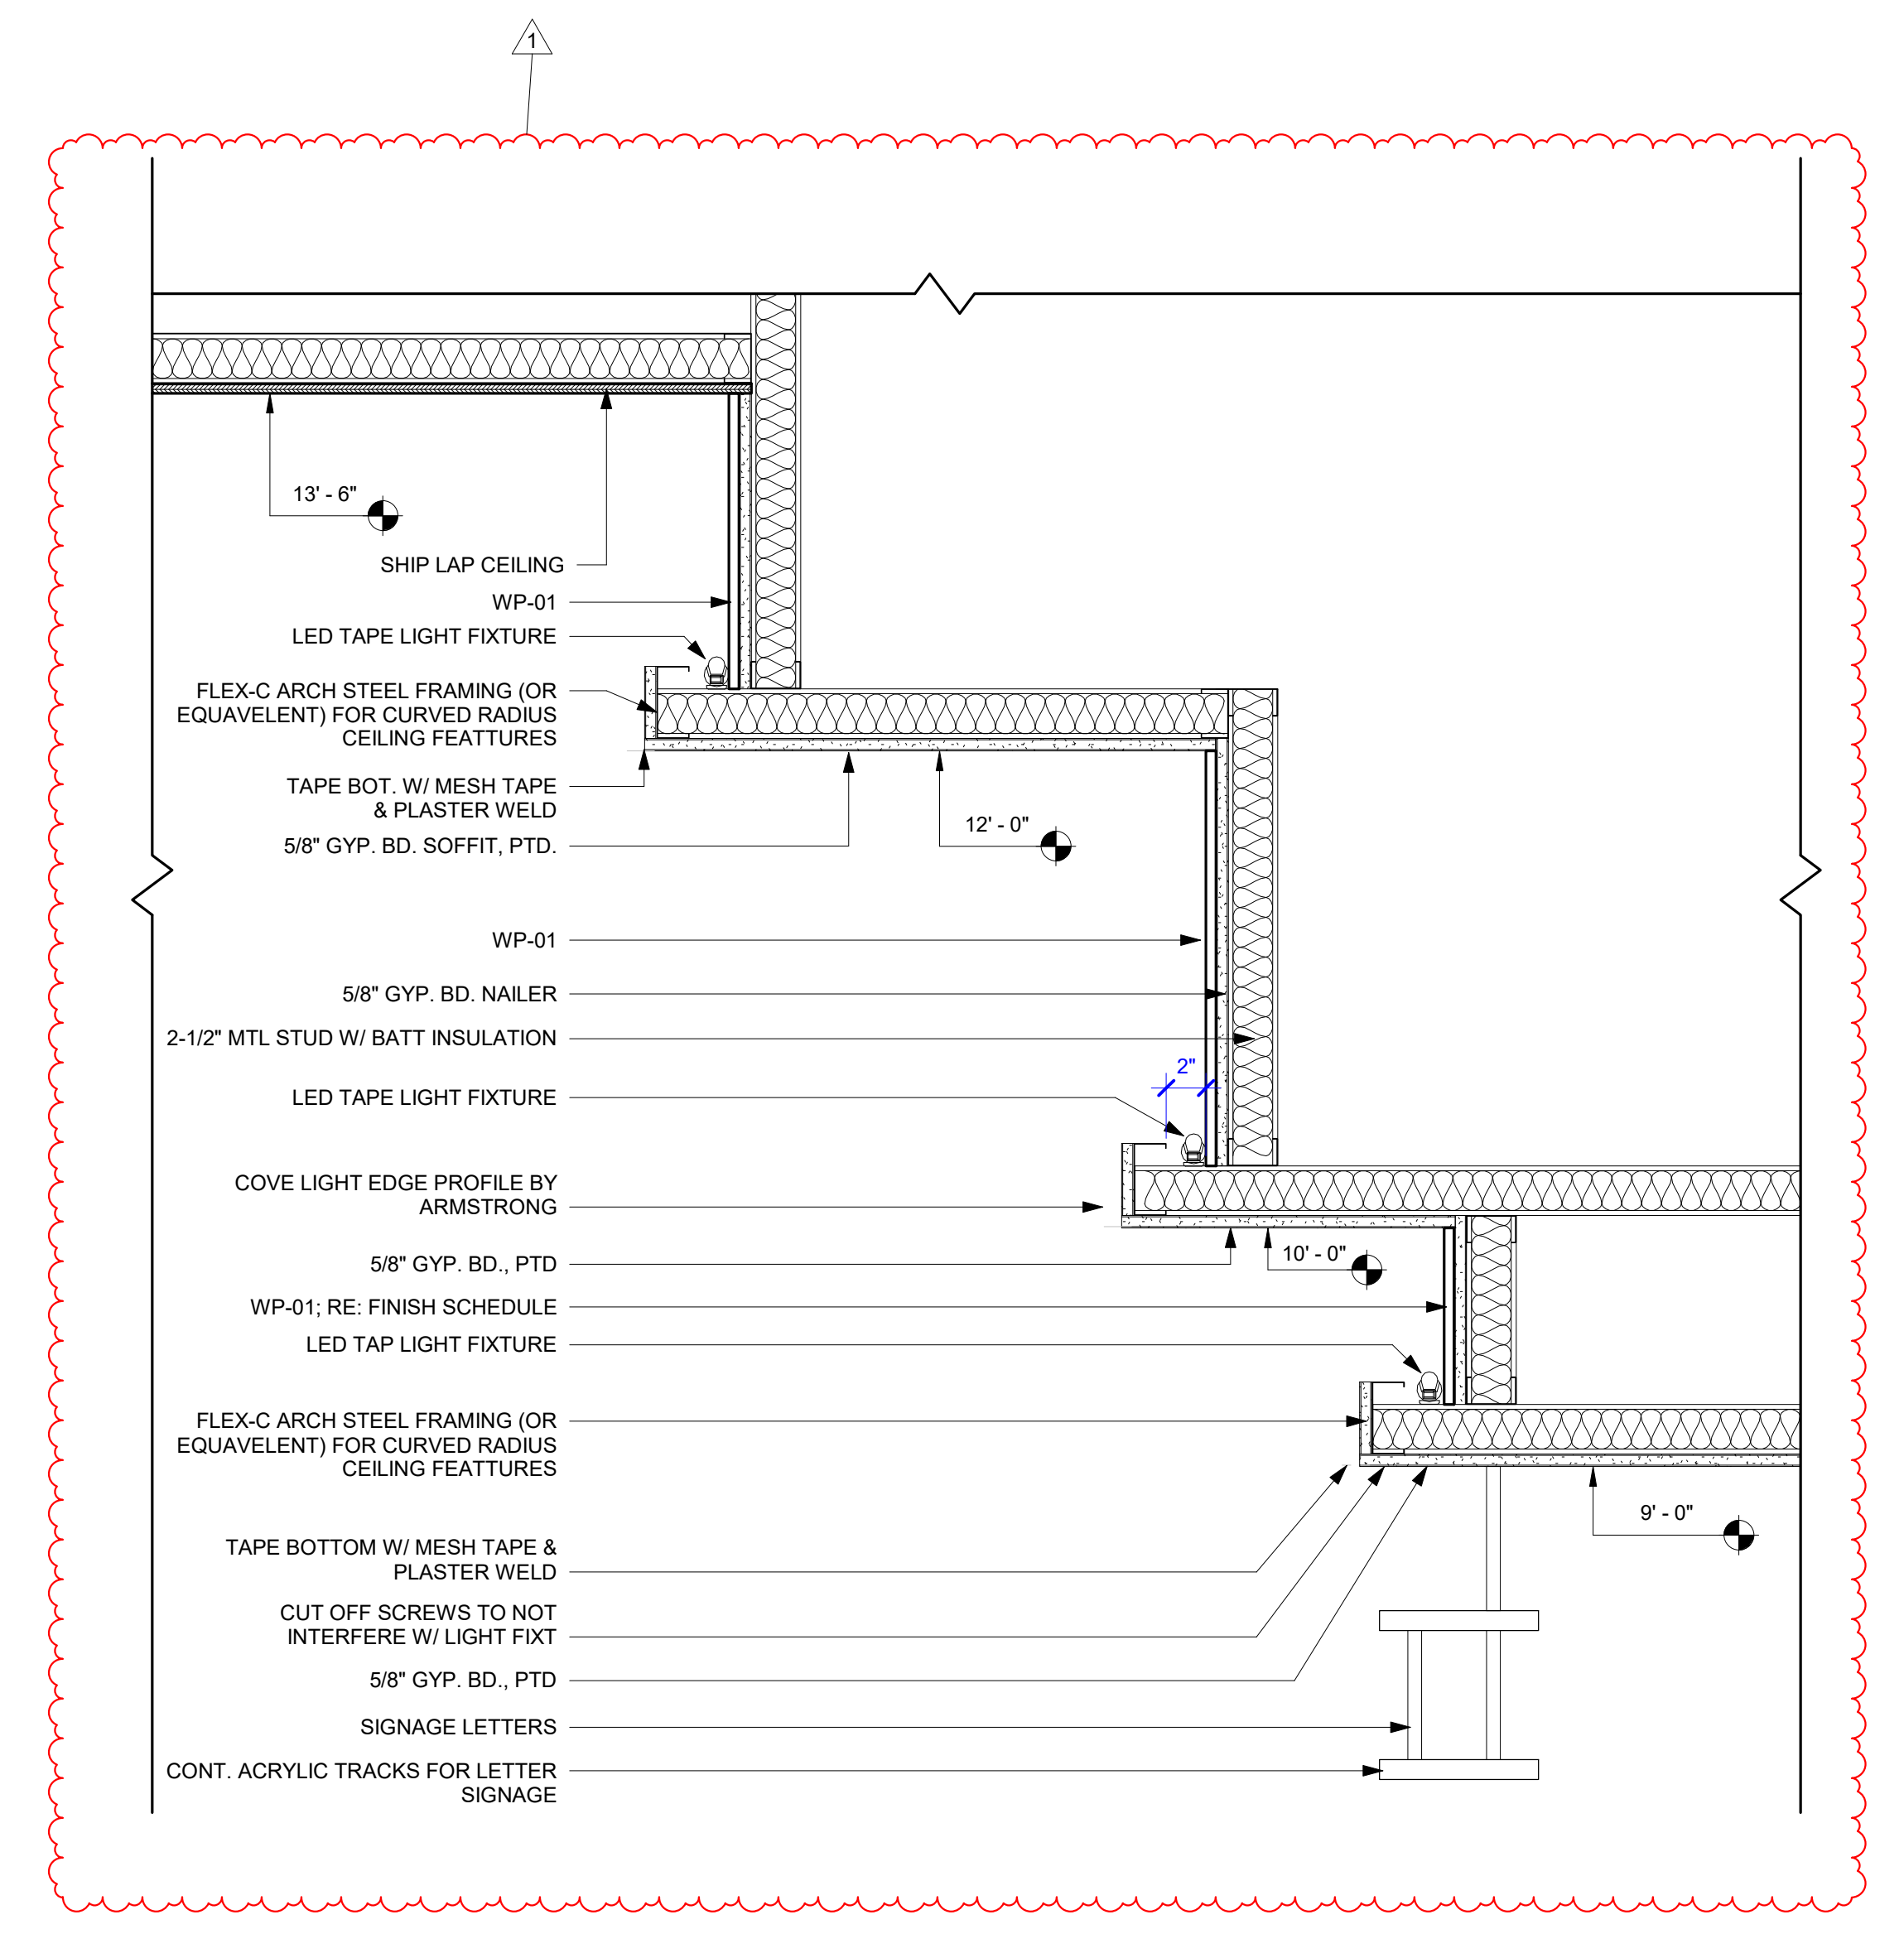 1
13' - 6"
SHIP LAP CEILING
WP-01
LED TAPE LIGHT FIXTURE
FLEX-C ARCH STEEL FRAMING (OR
EQUAVELENT) FOR CURVED RADIUS
CEILING FEATTURES
TAPE BOT. W/ MESH TAPE
& PLASTER WELD
5/8" GYP. BD. SOFFIT, PTD.
12' - 0"
WP-01
5/8" GYP. BD. NAILER
2-1/2" MTL STUD W/ BATT INSULATION
2"
LED TAPE LIGHT FIXTURE
COVE LIGHT EDGE PROFILE BY
ARMSTRONG
5/8" GYP. BD., PTD
10' - 0"
WP-01; RE: FINISH SCHEDULE
LED TAP LIGHT FIXTURE
FLEX-C ARCH STEEL FRAMING (OR
EQUAVELENT) FOR CURVED RADIUS
CEILING FEATTURES
9' - 0"
TAPE BOTTOM W/ MESH TAPE &
PLASTER WELD
CUT OFF SCREWS TO NOT
INTERFERE W/ LIGHT FIXT
5/8" GYP. BD., PTD
SIGNAGE LETTERS
CONT. ACRYLIC TRACKS FOR LETTER
SIGNAGE